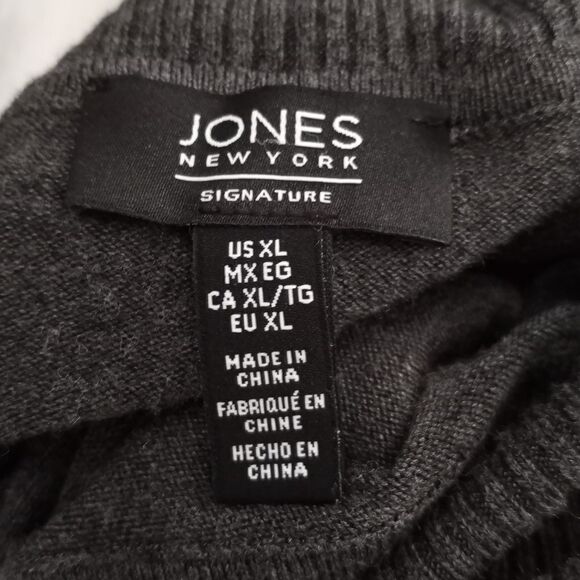 JONES
NEW YORK
SIGNATURE
US XL
MX EG
CA XL/TG
EU XL
MADE IN
CHINA
FABRIQUÉ EN
CHINE
HECHO EN
CHINA